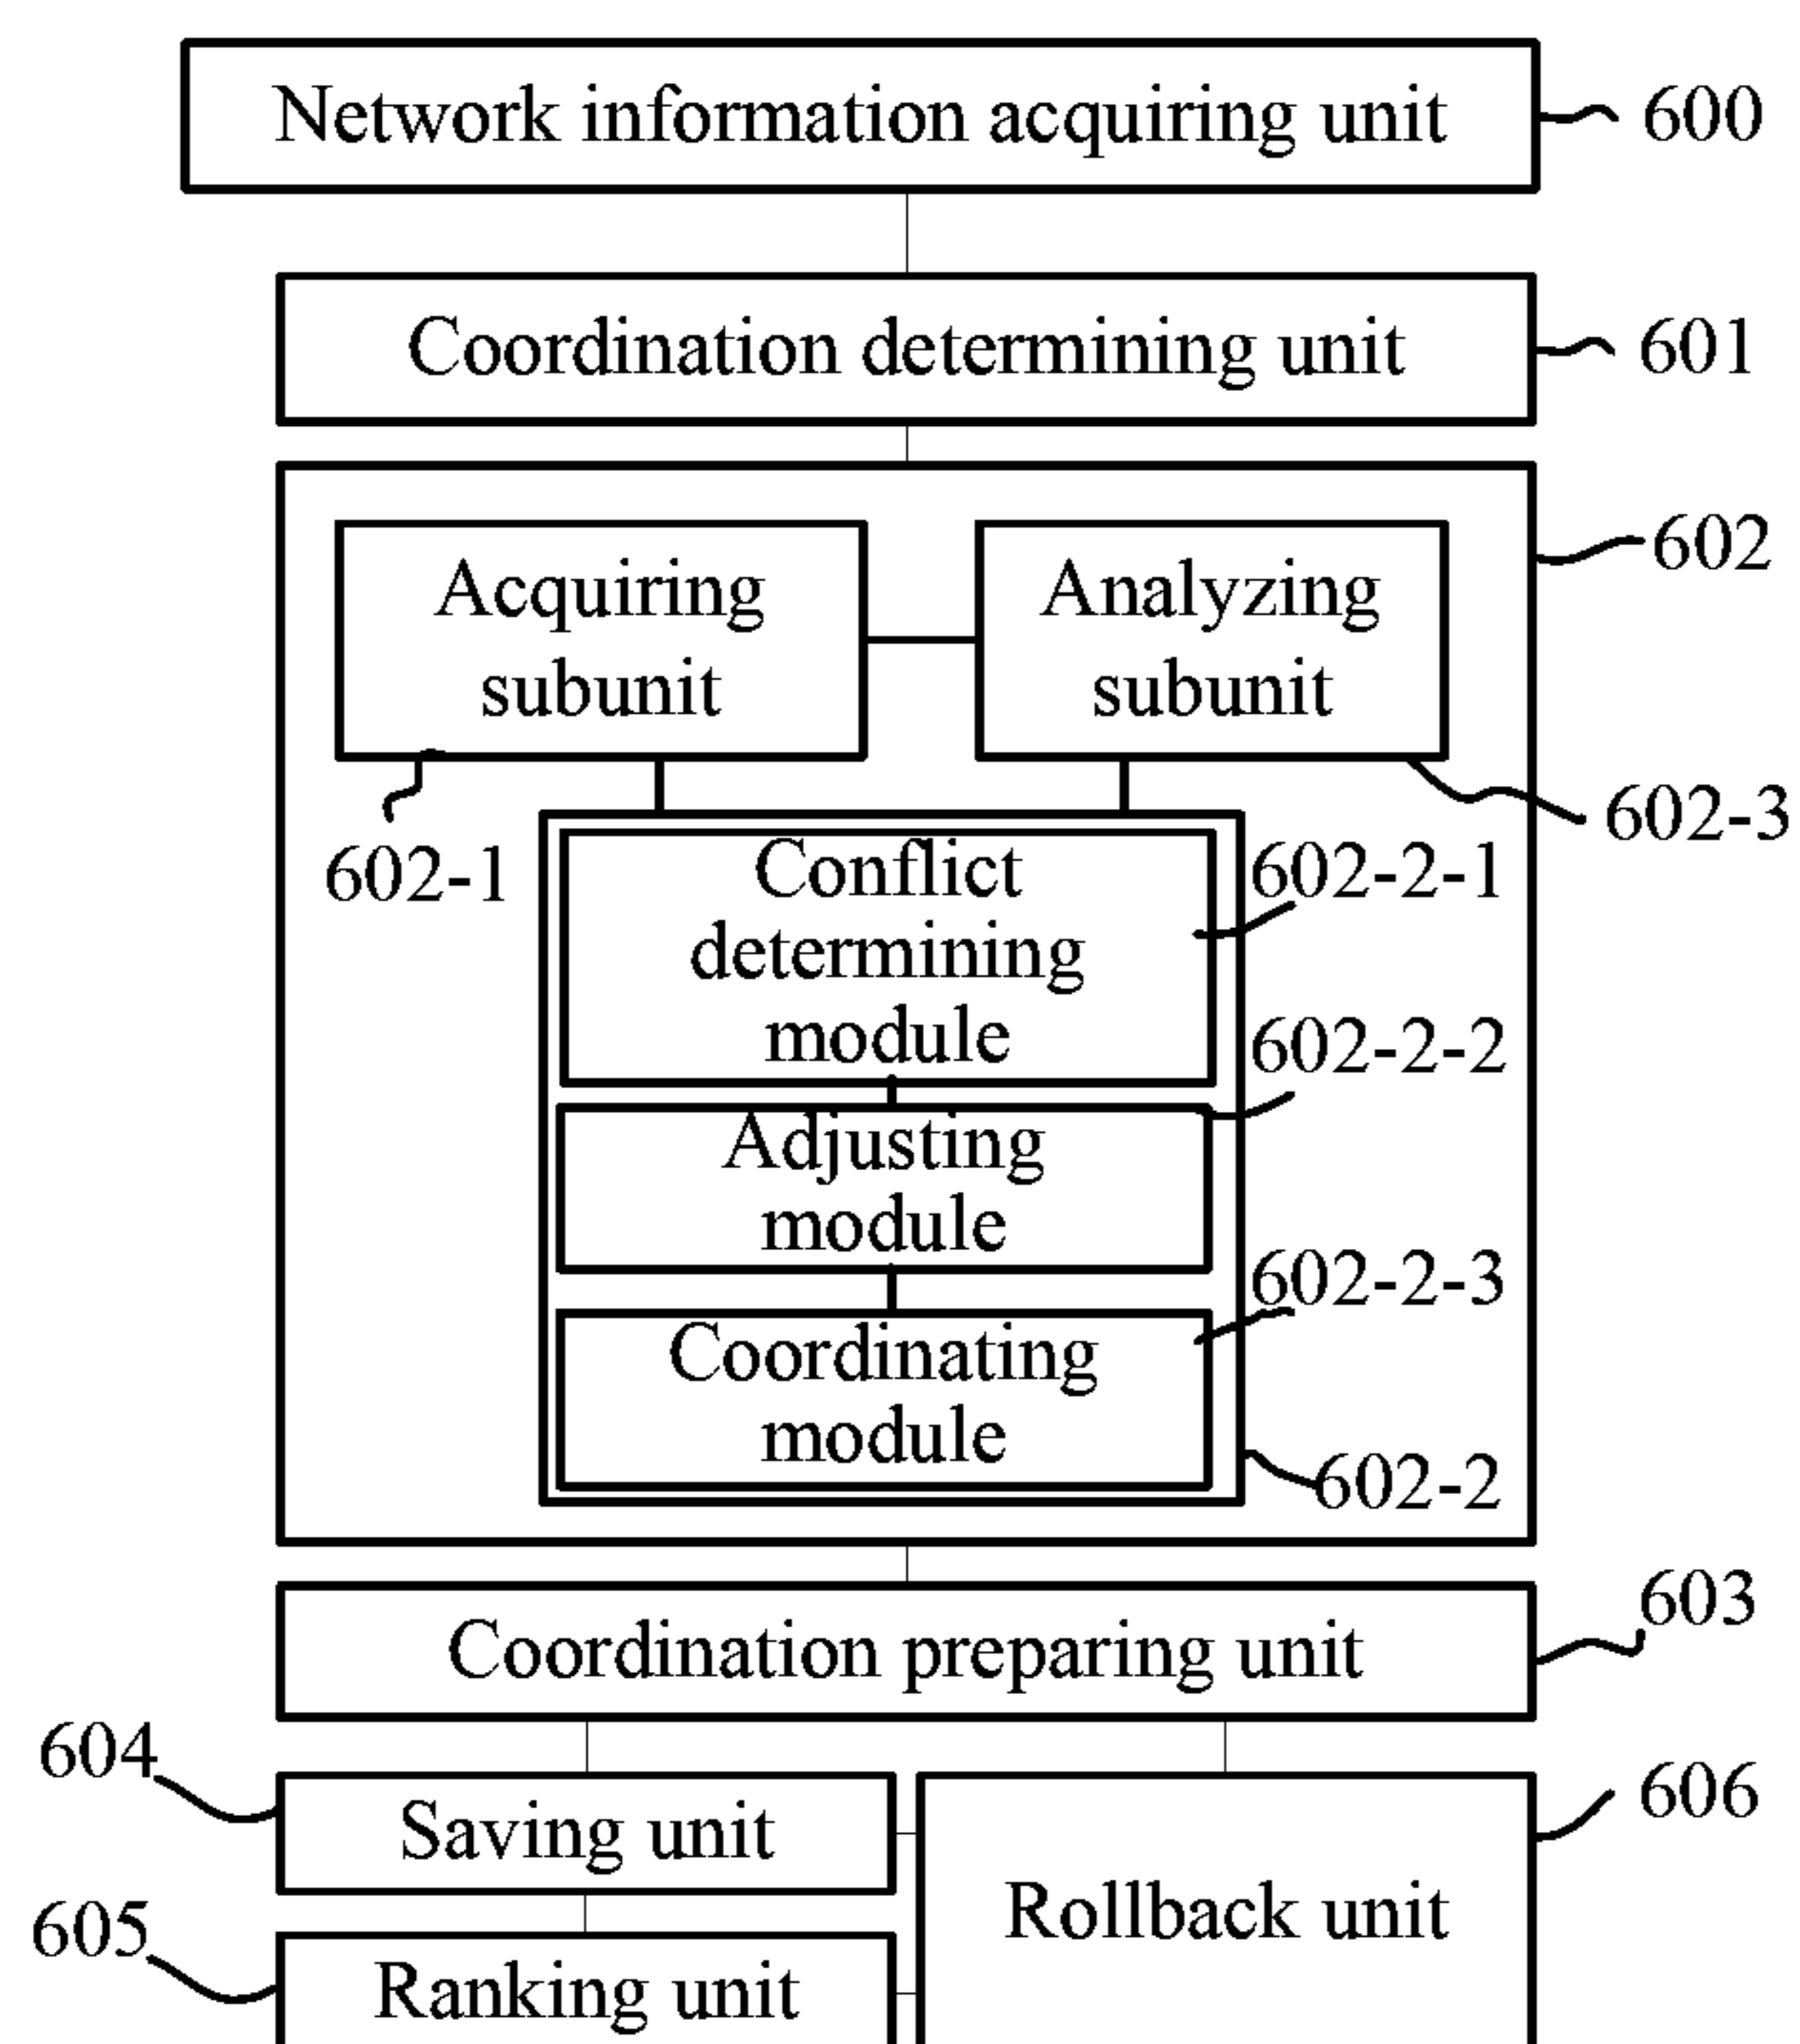 Network information acquiring unit
600
Coordination determining unit
601
602
Acquiring
subunit
Analyzing
subunit
602-1
602-3
Conflict
determining
module
602-2-1
602-2-2
Adjusting
module
602-2-3
Coordinating
module
602-2
Coordination preparing unit
603
604
Saving unit
606
605
Rollback unit
Ranking unit